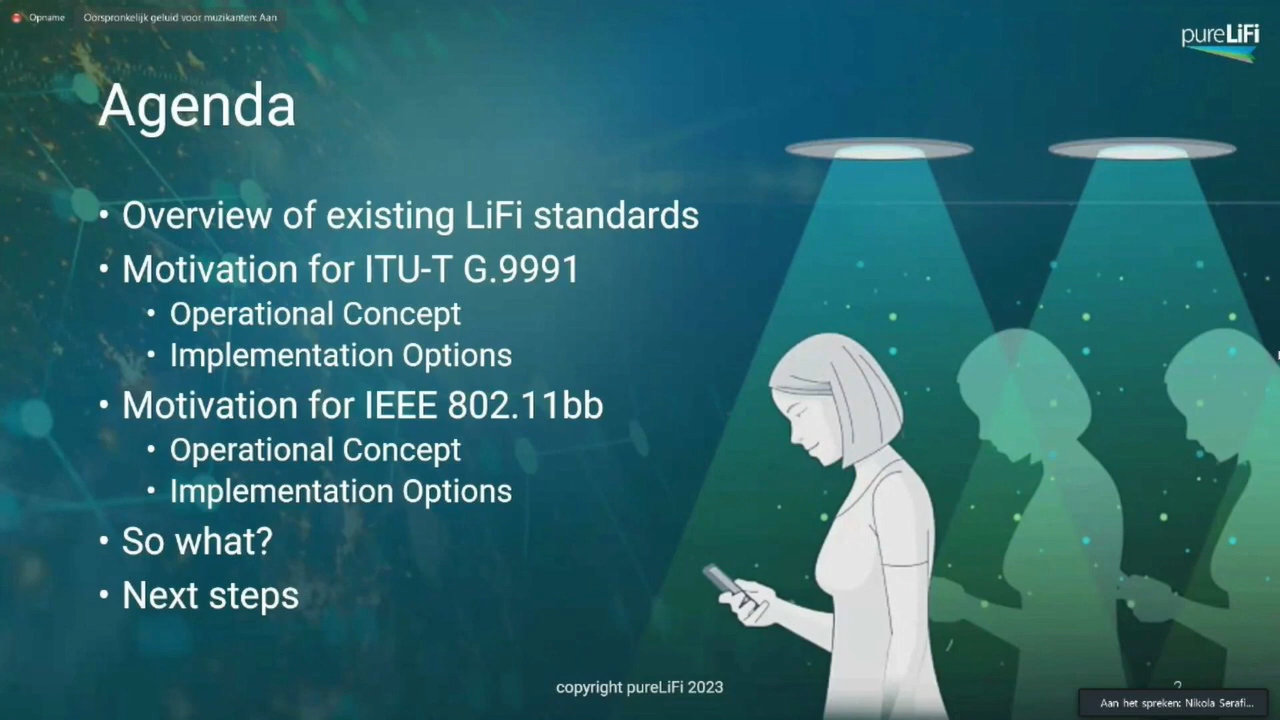 Opname Oorspronkelijk geluid voor muzikanten: Aan
pureLiFi
Agenda
• Overview of existing LiFi standards
• Motivation for ITU-T G.9991
• Operational Concept
• Implementation Options
• Motivation for IEEE 802.11bb
• Operational Concept
• Implementation Options
• So what?
• Next steps
copyright pureLiFi 2023
2
Aan het spreken: Nikola Serafi...